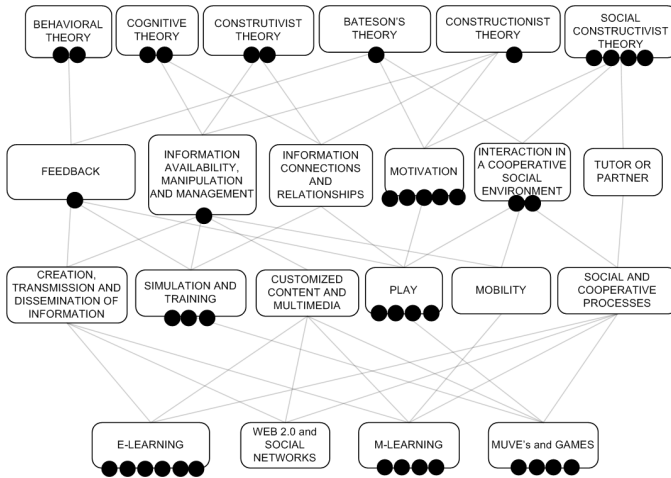 BEHAVIORAL
THEORY
COGNITIVE
THEORY
CONSTRUTIVIST
THEORY
BATESON'S
THEORY
CONSTRUCTIONIST
THEORY
SOCIAL
CONSTRUCTIVIST
THEORY
FEEDBACK
INFORMATION
AVAILABILITY,
MANIPULATION
AND MANAGEMENT
INFORMATION
CONNECTIONS
AND
RELATIONSHIPS
MOTIVATION
INTERACTION IN
A COOPERATIVE
SOCIAL
ENVIRONMENT
TUTOR OR
PARTNER
CREATION,
TRANSMISSION AND
DISSEMINATION OF
INFORMATION
SIMULATION AND
TRAINING
CUSTOMIZED
CONTENT AND
MULTIMEDIA
PLAY
MOBILITY
SOCIAL AND
COOPERATIVE
PROCESSES
E-LEARNING
WEB 2.0 and
SOCIAL
NETWORKS
M-LEARNING
MUVE's and GAMES